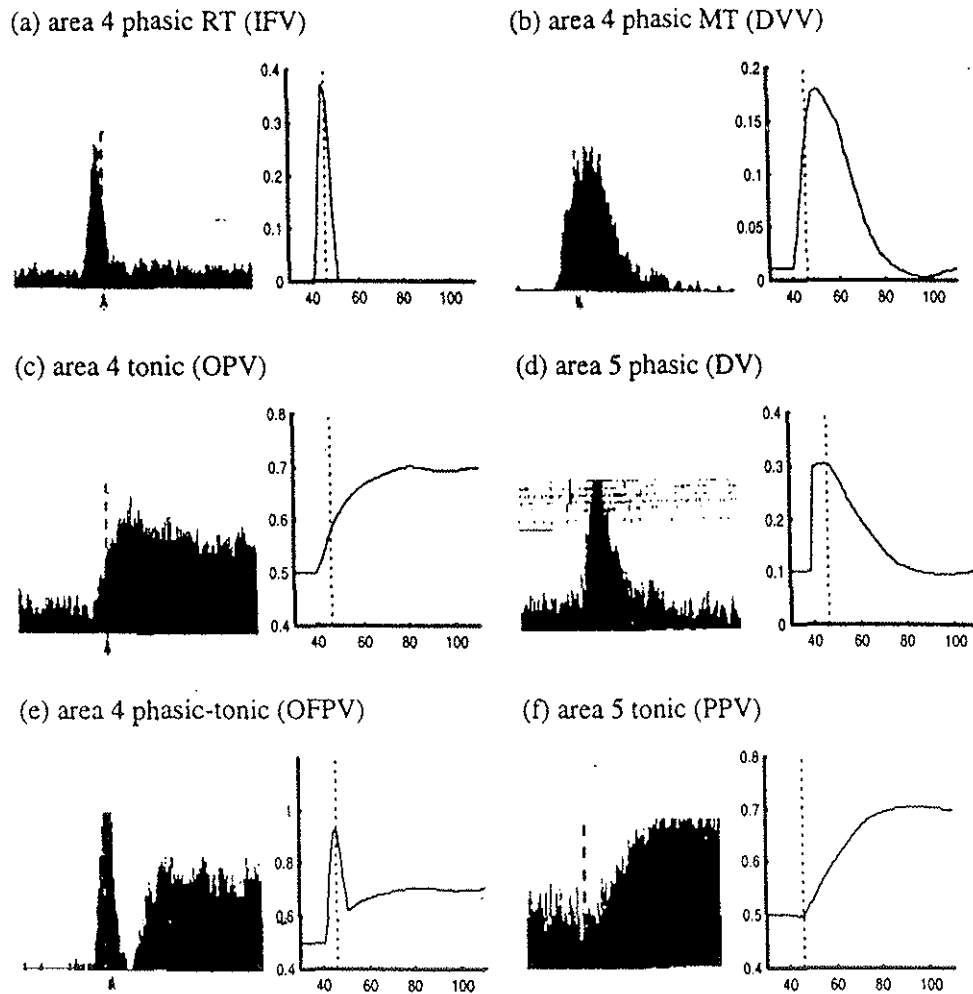 (a) area 4 phasic RT (IFV)
0.4
0.3
0.2
0.1
0
40 60 80 100
(b) area 4 phasic MT (DVV)
0.2
0.15
0.1
0.05
0
40 60 80 100
(c) area 4 tonic (OPV)
0.8
0.7
0.6
0.5
0.4
40 60 80 100
(d) area 5 phasic (DV)
0.4
0.3
0.2
0.1
0
40 60 80 100
(e) area 4 phasic-tonic (OFPV)
1
0.8
0.6
0.4
40 60 80 100
(f) area 5 tonic (PPV)
0.8
0.7
0.6
0.5
0.4
40 60 80 100